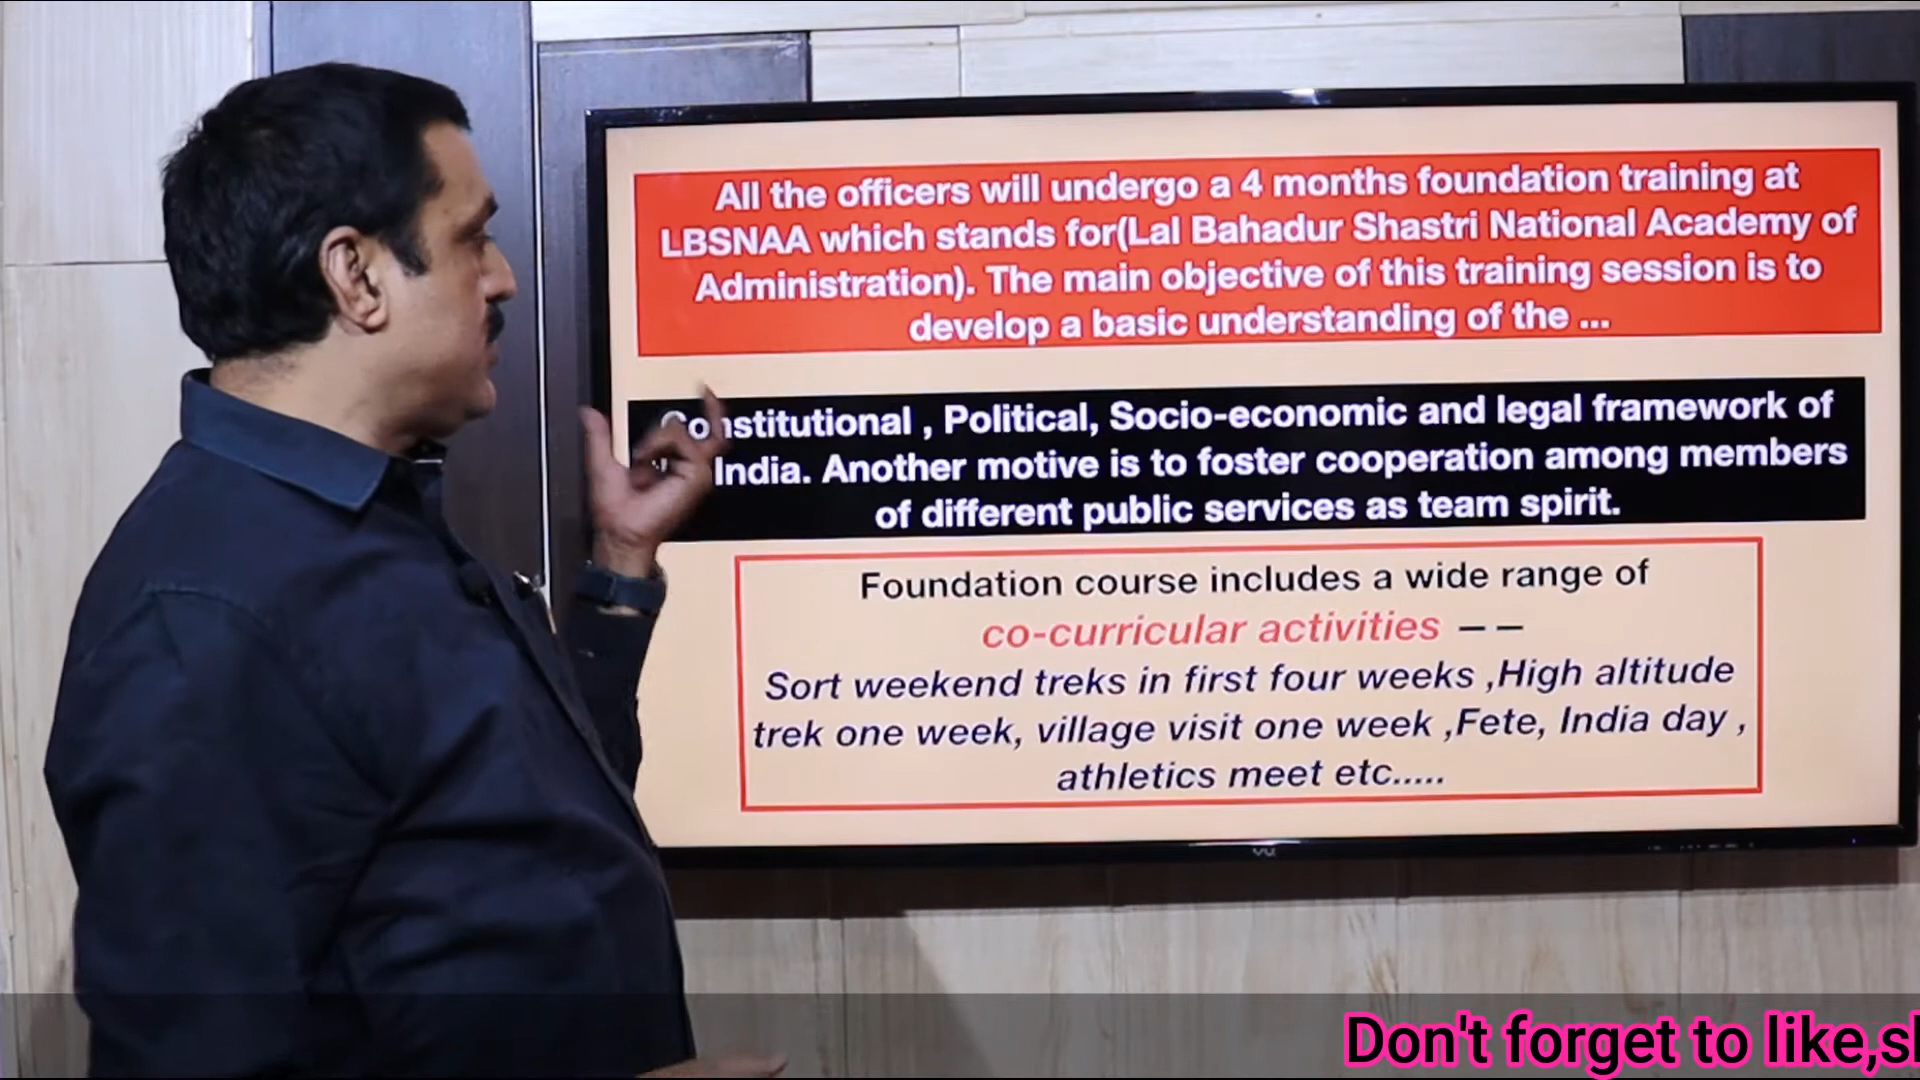 All the officers will undergo a 4 months foundation training at
LBSNAA which stands for(Lal Bahadur Shastri National Academy of
Administration). The main objective of this training session is to
develop a basic understanding of the ...
Constitutional , Political, Socio-economic and legal framework of
India. Another motive is to foster cooperation among members
of different public services as team spirit.
Foundation course includes a wide range of
co-curricular activities – –
Sort weekend treks in first four weeks ,High altitude
trek one week, village visit one week ,Fete, India day ,
athletics meet etc.....
VU
Don't forget to like,sh